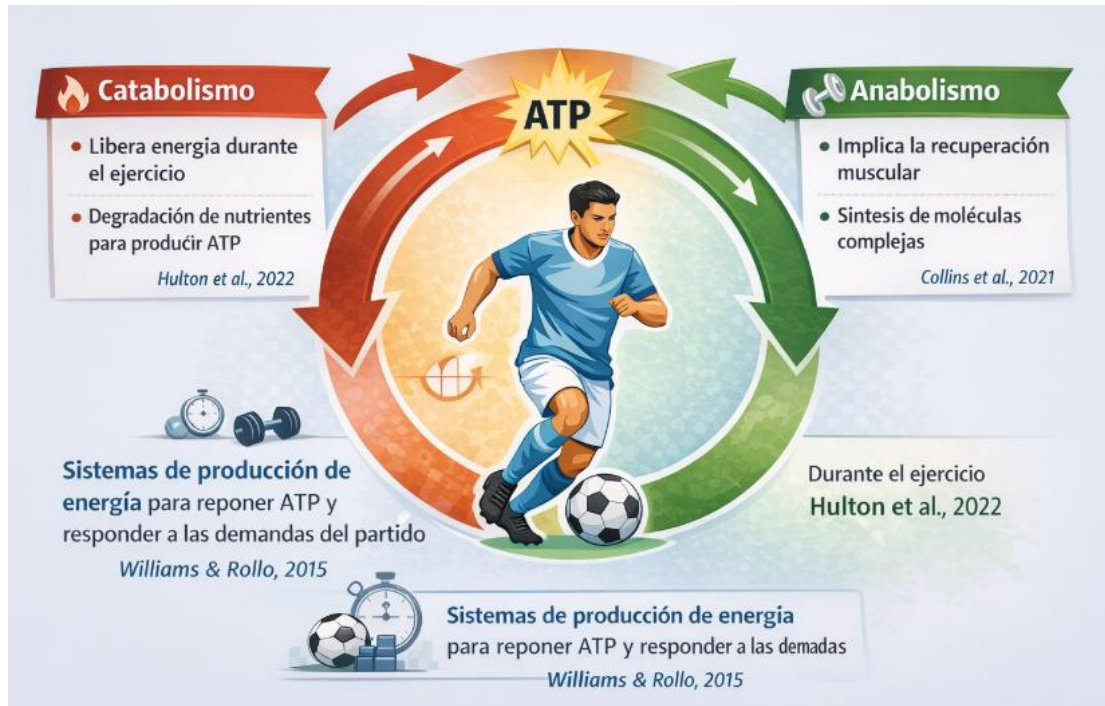 Catabolismo
• Libera energia durante
el ejercicio
• Degradación de nutrientes
para producir ATP
Hulton et al., 2022
ATP
Anabolismo
• Implica la recuperación
muscular
• Sintesis de moléculas
complejas
Collins et al., 2021
Sistemas de producción de
energía para reponer ATP y
responder a las demandas del partido
Williams & Rollo, 2015
Durante el ejercicio
Hulton et al., 2022
Sistemas de producción de energia
para reponer ATP y responder a las demadas
Williams & Rollo, 2015